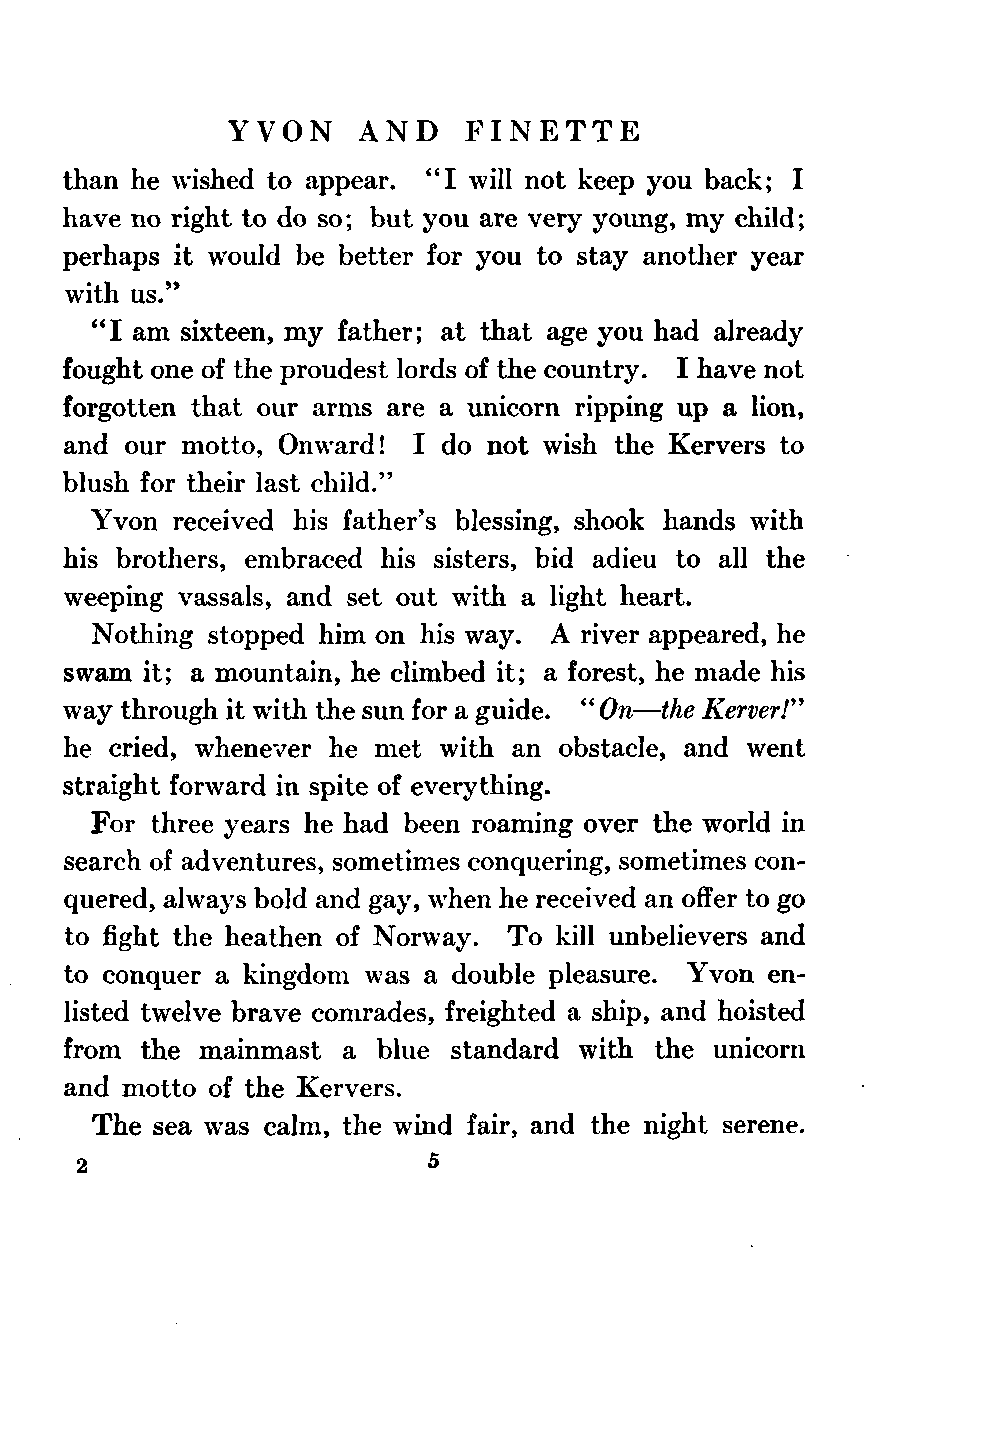 YVON AND FINETTE
than he wished to appear. "I will not keep you back; I
have no right to do so; but you are very young, my child;
perhaps it would be better for you to stay another year
with us."
"I am sixteen, my father; at that age you had already
fought one of the proudest lords of the country. I have not
forgotten that our arms are a unicorn ripping up a lion,
and our motto, Onward! I do not wish the Kervers to
blush for their last child."
Yvon received his father's blessing, shook hands with
his brothers, embraced his sisters, bid adieu to all the
weeping vassals, and set out with a light heart.
Nothing stopped him on his way. A river appeared, he
swam it; a mountain, he climbed it; a forest, he made his
way through it with the sun for a guide. "On—the Kerver!"
he cried, whenever he met with an obstacle, and went
straight forward in spite of everything.
For three years he had been roaming over the world in
search of adventures, sometimes conquering, sometimes con-
quered, always bold and gay, when he received an offer to go
to fight the heathen of Norway. To kill unbelievers and
to conquer a kingdom was a double pleasure. Yvon en-
listed twelve brave comrades, freighted a ship, and hoisted
from the mainmast a blue standard with the unicorn
and motto of the Kervers.
The sea was calm, the wind fair, and the night serene.
2 5